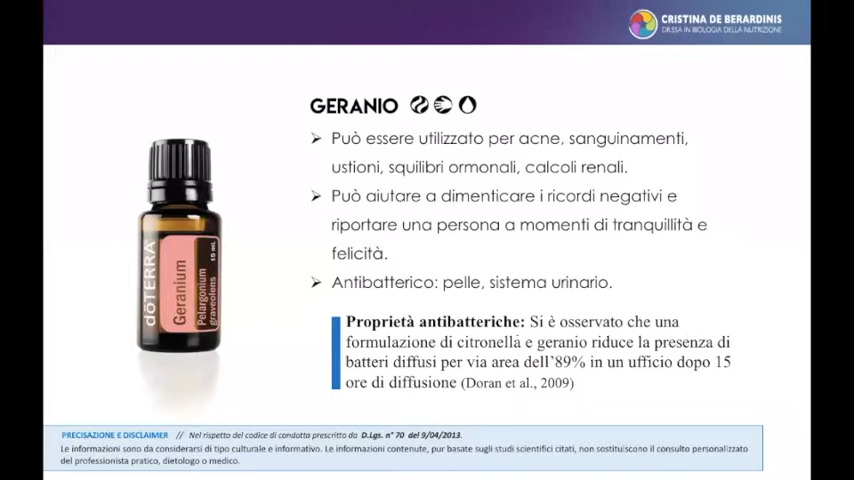 CRISTINA DE BERARDINIS
DR.SSA IN BIOLOGIA DELLA NUTRIZIONE
GERANIO
Può essere utilizzato per acne, sanguinamenti,
ustioni, squilibri ormonali, calcoli renali.
Può aiutare a dimenticare i ricordi negativi e
riportare una persona a momenti di tranquillità e
felicità.
Antibatterico: pelle, sistema urinario.
Proprietà antibatteriche: Si è osservato che una
formulazione di citronella e geranio riduce la presenza di
batteri diffusi per via area dell'89% in un ufficio dopo 15
ore di diffusione (Doran et al., 2009)
dōTERRA
Geranium
Pelargonium
graveolens
15 mL
PRECISAZIONE E DISCLAIMER // Nel rispetto del codice di condotta prescritto da D.Lgs. n° 70 del 9/04/2013.
Le informazioni sono da considerarsi di tipo culturale e informativo. Le informazioni contenute, pur basate sugli studi scientifici citati, non sostituiscono il consulto personalizzato
del professionista pratico, dietologo o medico.